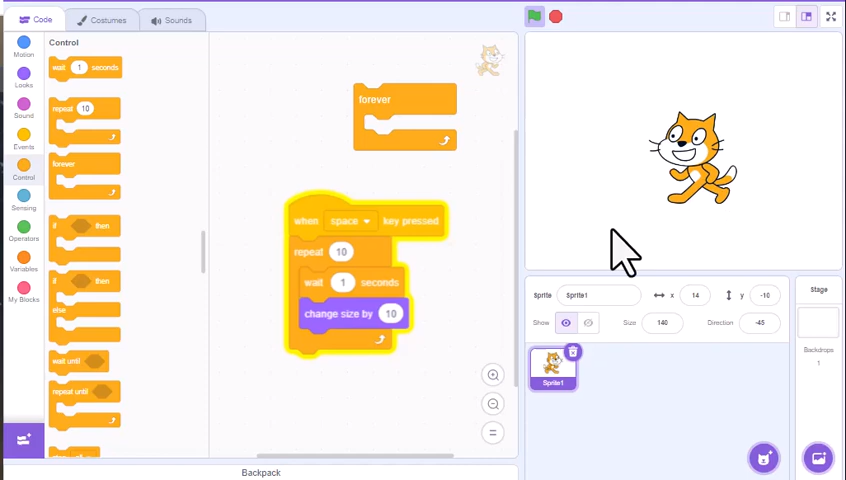 Code
Costumes
Sounds
Motion
Looks
Sound
Events
Control
Sensing
Operators
Variables
My Blocks
Control
wait 1 seconds
repeat 10
forever
if then
if then
else
wait until
repeat until
forever
when space key pressed
repeat 10
wait 1 seconds
change size by 10
Backpack
Sprite Sprite1 x 14 y -10
Show Size 140 Direction -45
Sprite1
Stage
Backdrops
1